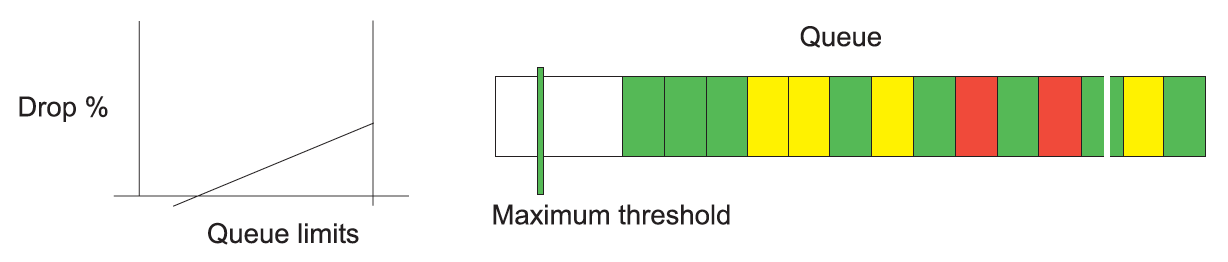 Queue
Drop %
Maximum threshold
Queue limits